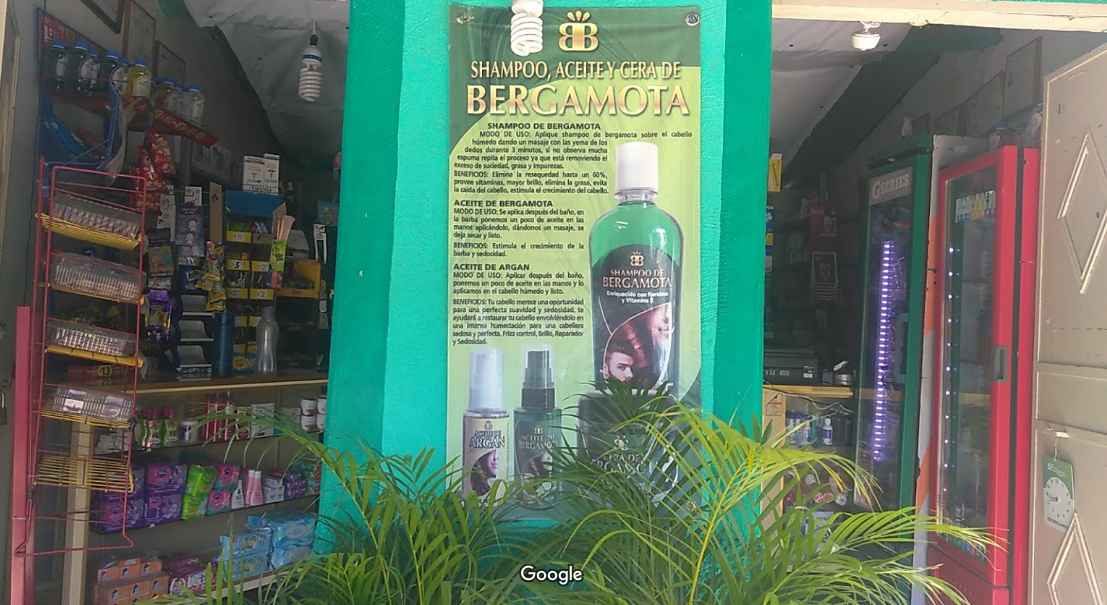 BB
SHAMPOO, ACEITE Y CERA DE
BERGAMOTA
SHAMPOO DE BERGAMOTA
MODO DE USO: Aplique shampoo de bergamota sobre el cabello
húmedo dando un masaje con las yema de los
dedos durante 3 minutos, si no observa mucha
espuma repita el proceso ya que está removiendo el
exceso de suciedad, grasa y impurezas.
BENEFICIOS: Elimina la resequedad hasta un 60%,
provee vitaminas, mayor brillo, elimina la grasa, evita
la caida del cabello, estimula el crecimiento del cabello.
ACEITE DE BERGAMOTA
MODO DE USO: Se aplica después del baño, en
la barba ponemos un poco de aceite en las
manos aplicándolo, dándonos un masaje, se
deja secar y listo.
BENEFICIOS: Estimula el crecimiento de la
barba y sedosidad.
ACEITE DE ARGAN
MODO DE USO: Aplicar después del baño,
ponemos un poco de aceite en las manos y lo
aplicamos en el cabello húmedo y listo.
BENEFICIOS: Tu cabello merece una oportunidad
para una perfecta suavidad y sedosidad, te
ayudará a restaurar tu cabello envolviéndolo en
una intensa humectación para una cabellera
sedosa y perfecta. Frizz control, Brillo, Reparador
y Sedosidad.
BB
SHAMPOO DE
BERGAMOTA
Enriquecido con Keratina
y Vitamina E
ACEITE DE
ARGAN
ACEITE DE
BERGAMOTA
GSERIES
Google